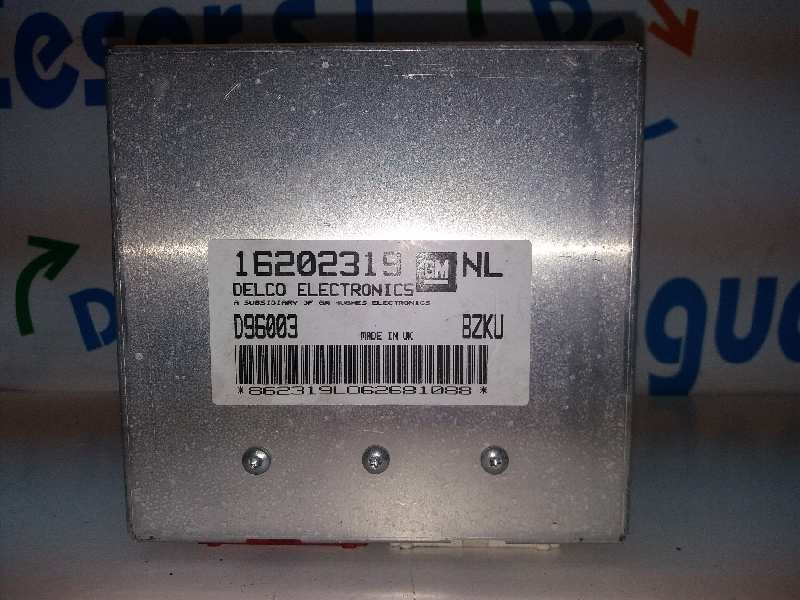 16202319 GM NL
DELCO ELECTRONICS
A SUBSIDIARY OF GM HUGHES ELECTRONICS
D96003 MADE IN UK BZKU
*862319L062681088*